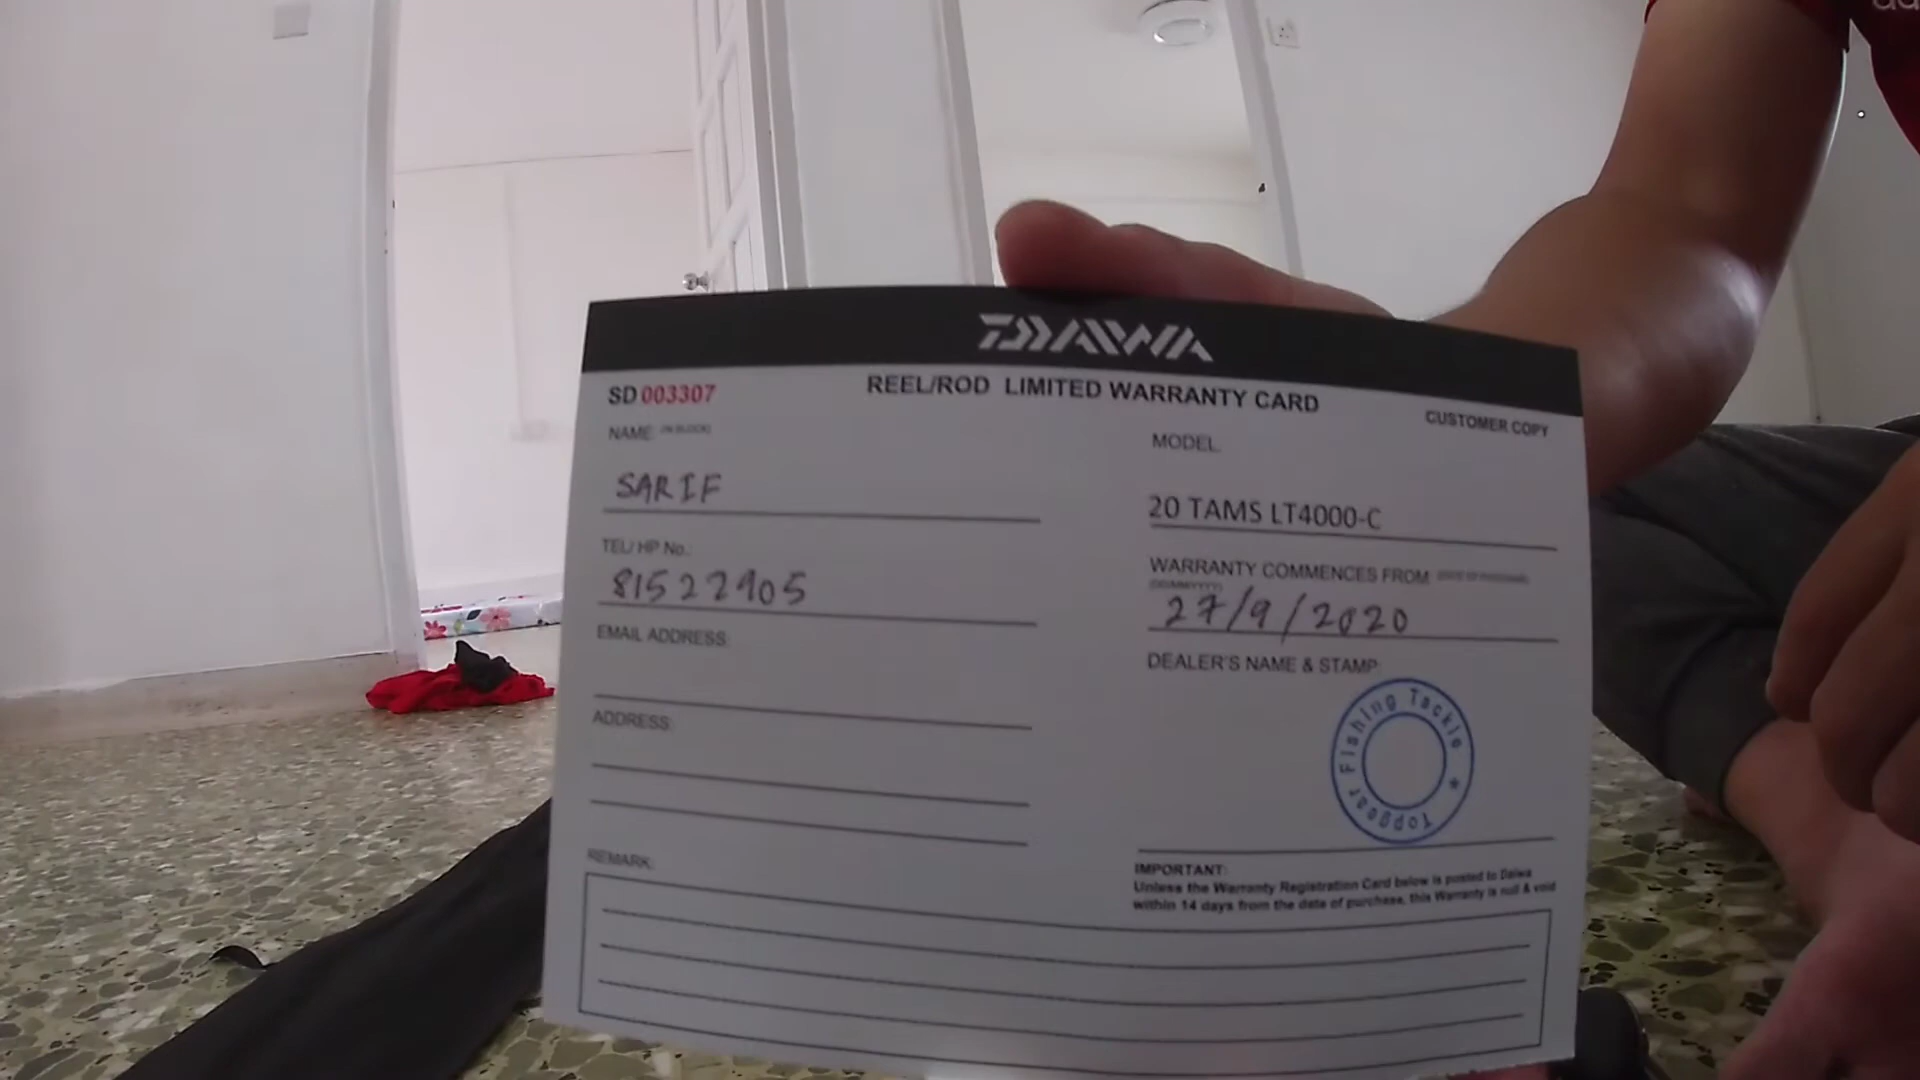 DAIWA
SD 003307
REEL/ROD LIMITED WARRANTY CARD
CUSTOMER COPY
NAME: (IN BLOCK)
SARIF
MODEL:
20 TAMS LT4000-C
TEL/ HP No.:
81522905
WARRANTY COMMENCES FROM:
27/9/2020
EMAIL ADDRESS:
DEALER'S NAME & STAMP:
Topgear Fishing Tackle *
ADDRESS:
REMARK:
IMPORTANT:
Unless the Warranty Registration Card below is posted to Daiwa
within 14 days from the date of purchase, this Warranty is null & void